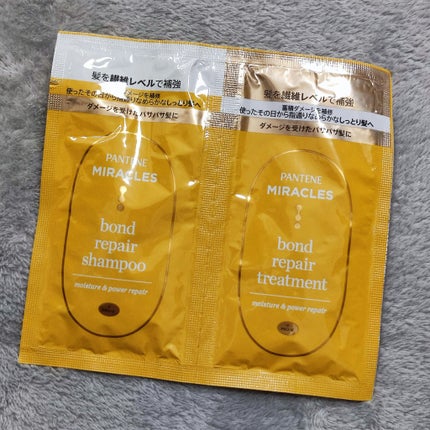 髪を繊維レベルで補強
ダメージを補修
使ったその日から指通りなめらかなしっとり髪へ
ダメージを受けたパサパサ髪に
PANTENE
MIRACLES
bond
repair
shampoo
moisture & power repair
髪を繊維レベルで補強
蓄積ダメージを補修
使ったその日から指通りなめらかなしっとり髪へ
ダメージを受けたパサパサ髪に
PANTENE
MIRACLES
bond
repair
treatment
moisture & power repair